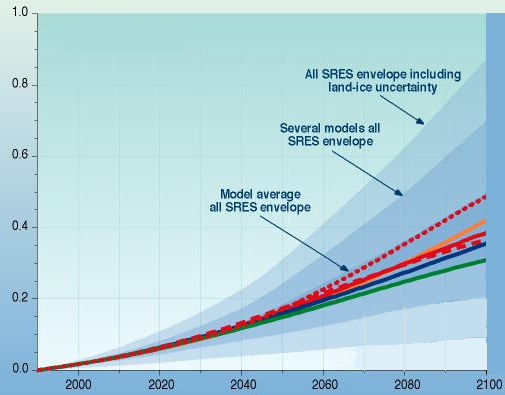 1.0
All SRES envelope including
land-ice uncertainty
0.8
Several models all
SRES envelope
0.6
Model average
all SRES envelope
0.4
0.2
0.0
2000 2020 2040 2060 2080 2100